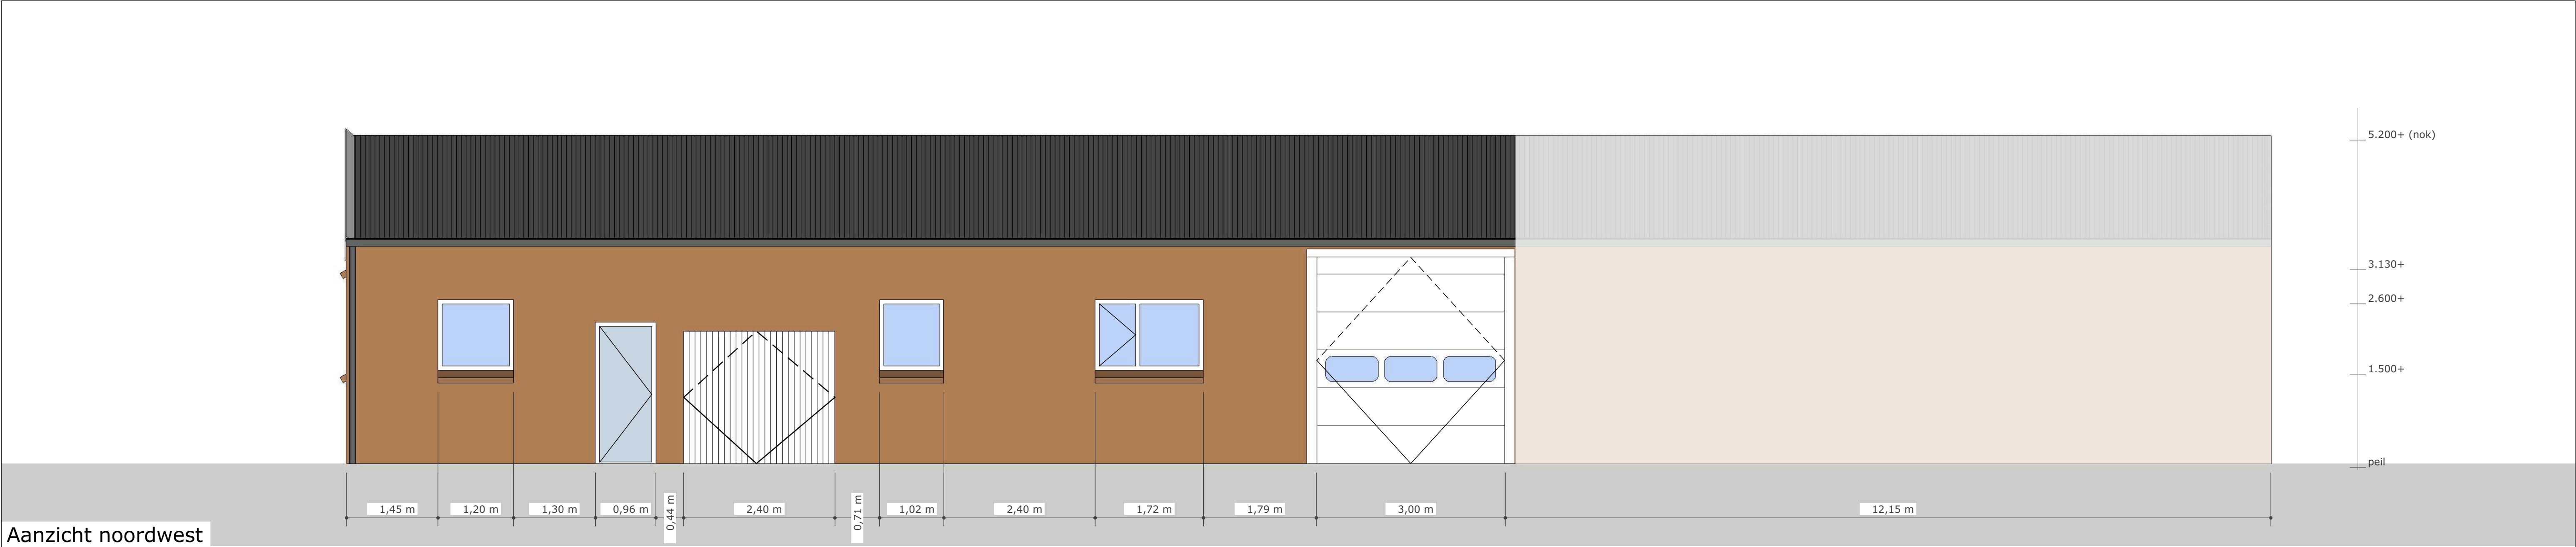 5.200+ (nok)
3.130+
2.600+
1.500+
peil
1,45 m
1,20 m
1,30 m
0,96 m
0,44 m
2,40 m
0,71 m
1,02 m
2,40 m
1,72 m
1,79 m
3,00 m
12,15 m
Aanzicht noordwest